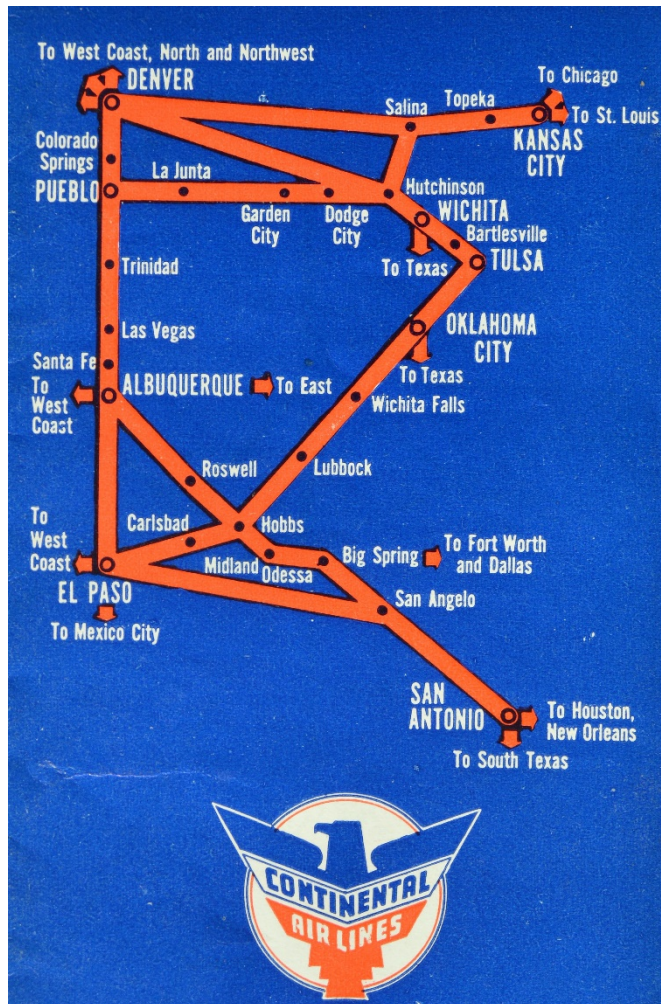 To West Coast, North and Northwest
DENVER
To Chicago
Salina
Topeka
To St. Louis
KANSAS
CITY
Colorado
Springs
La Junta
PUEBLO
Hutchinson
Garden
City
Dodge
City
WICHITA
Bartlesville
To Texas
TULSA
Trinidad
Las Vegas
OKLAHOMA
CITY
Santa Fe
To Texas
To
West
Coast
ALBUQUERQUE
To East
Wichita Falls
Roswell
Lubbock
To
West
Coast
Carlsbad
Hobbs
Midland
Odessa
Big Spring
To Fort Worth
and Dallas
EL PASO
San Angelo
To Mexico City
SAN
ANTONIO
To Houston,
New Orleans
To South Texas
CONTINENTAL
AIR LINES